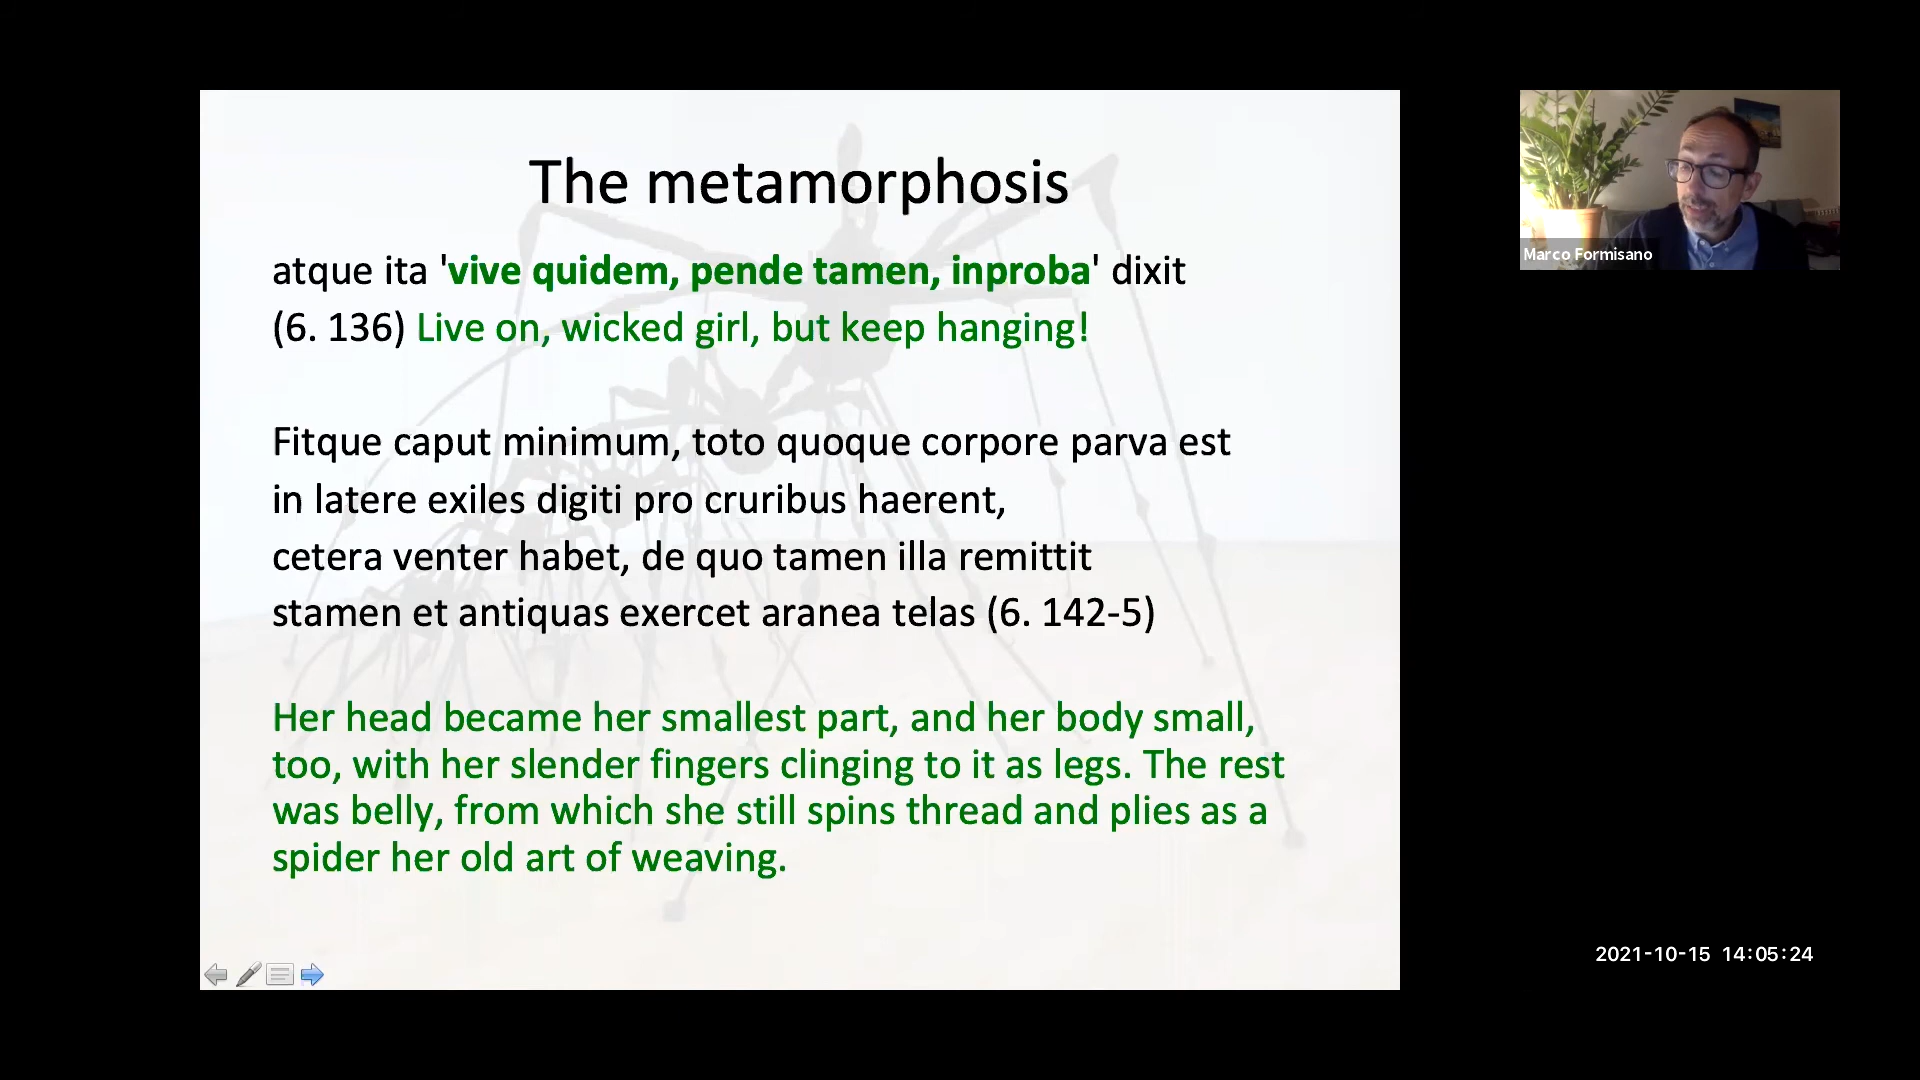 The metamorphosis
atque ita 'vive quidem, pende tamen, inproba' dixit
(6. 136) Live on, wicked girl, but keep hanging!
Fitque caput minimum, toto quoque corpore parva est
in latere exiles digiti pro cruribus haerent,
cetera venter habet, de quo tamen illa remittit
stamen et antiquas exercet aranea telas (6. 142-5)
Her head became her smallest part, and her body small,
too, with her slender fingers clinging to it as legs. The rest
was belly, from which she still spins thread and plies as a
spider her old art of weaving.
Marco Formisano
2021-10-15 14:05:24